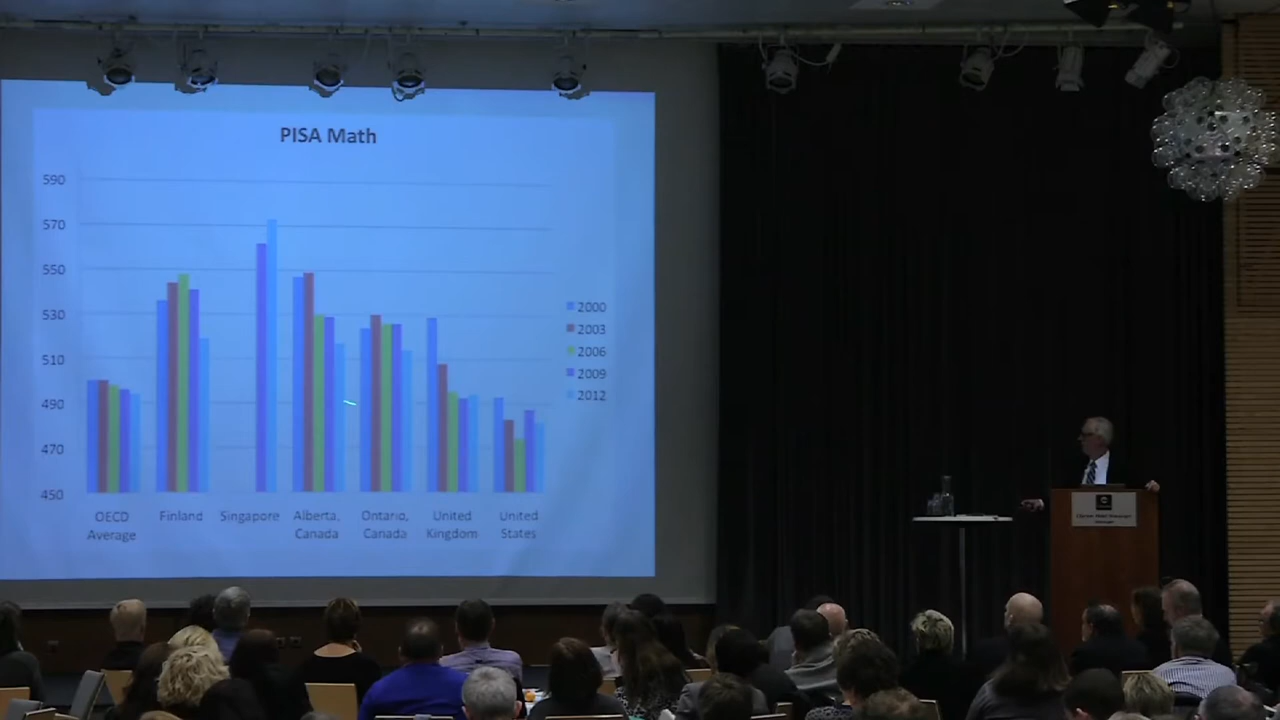 PISA Math
590
570
550
530
510
490
470
450
2000
2003
2006
2009
2012
OECD Average
Finland
Singapore
Alberta, Canada
Ontario, Canada
United Kingdom
United States